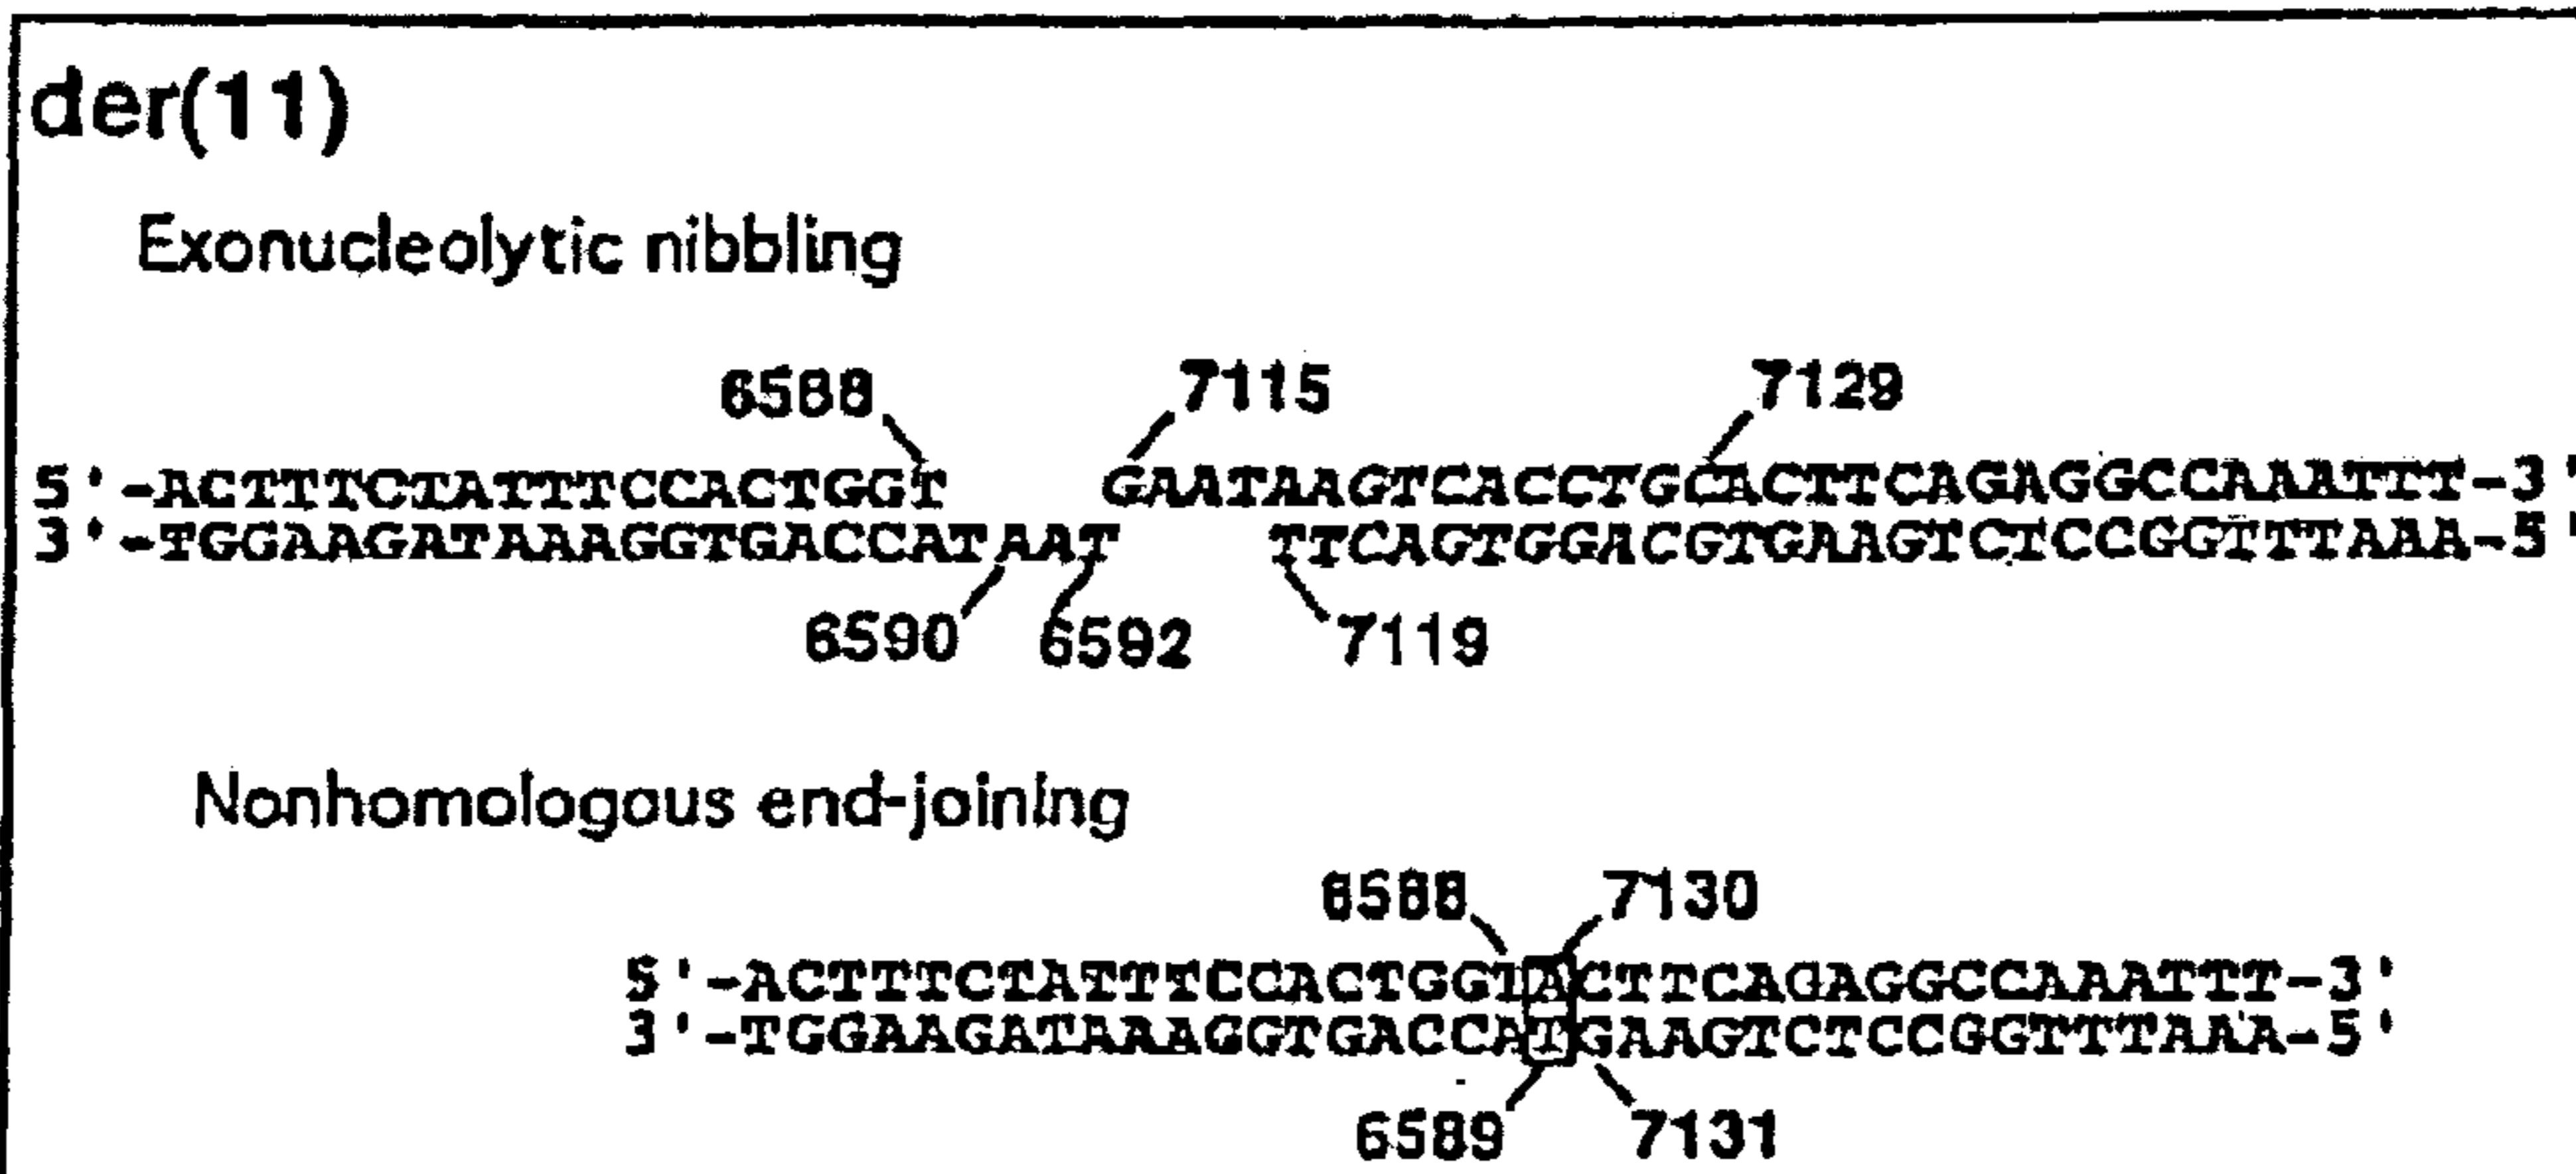 der(11)
Exonucleolytic nibbling
6588 7115 7129
5'-ACTTTCTATTTCCACTGGT GAATAAGTCACCTGCACTTCAGAGGCCAAATTT-3'
3'-TGGAAGATAAAGGTGACCATAAT TTCAGTGGACGTGAAGTCTCCGGTTTAAA-5'
6590 6592 7119
Nonhomologous end-joining
6588 7130
5'-ACTTTCTATTTCCACTGGTACTTCAGAGGCCAAATTT-3'
3'-TGGAAGATAAAGGTGACCATGAAGTCTCCGGTTTAAA-5'
6589 7131